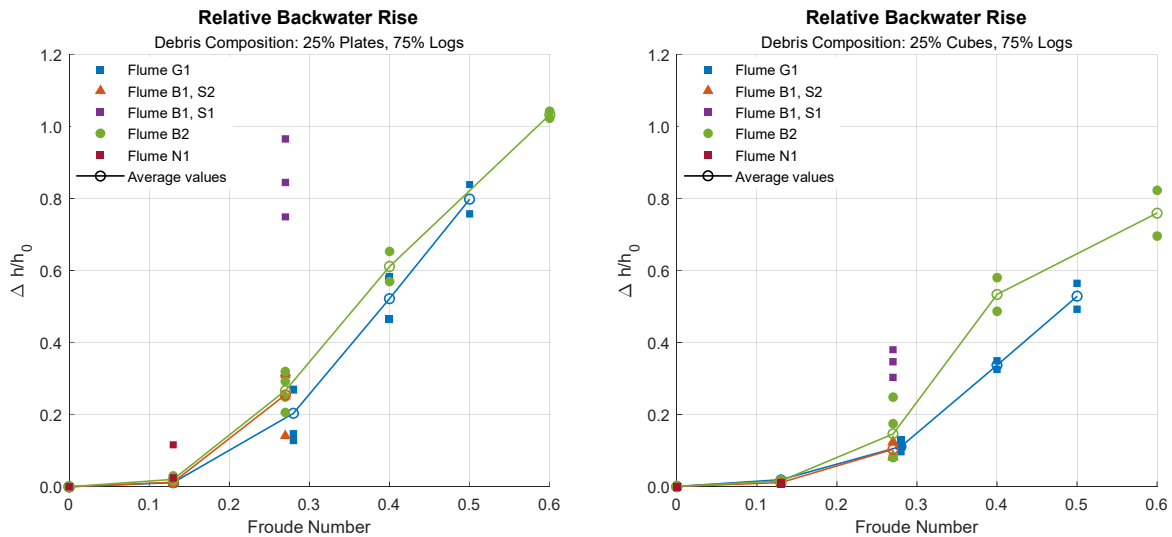 Relative Backwater Rise
Debris Composition: 25% Plates, 75% Logs
1.2
1.0
0.8
0.6
0.4
0.2
0.0
Δ h/h0
Flume G1
Flume B1, S2
Flume B1, S1
Flume B2
Flume N1
Average values
0 0.1 0.2 0.3 0.4 0.5 0.6
Froude Number
Relative Backwater Rise
Debris Composition: 25% Cubes, 75% Logs
1.2
1.0
0.8
0.6
0.4
0.2
0.0
Δ h/h0
Flume G1
Flume B1, S2
Flume B1, S1
Flume B2
Flume N1
Average values
0 0.1 0.2 0.3 0.4 0.5 0.6
Froude Number